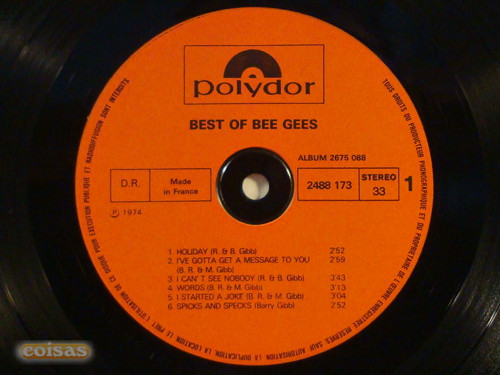 polydor
BEST OF BEE GEES
ALBUM 2675 088
D.R.
Made
in France
2488 173
STEREO
33
1
℗ 1974
1 HOLIDAY (R. & B. Gibb) 2'52
2 I'VE GOTTA GET A MESSAGE TO YOU 2'59
(B. R. & M. Gibb)
3 I CAN'T SEE NOBODY (R. & B. Gibb) 3'43
4 WORDS (B. R. & M. Gibb) 3'13
5 I STARTED A JOKE (B. R. & M. Gibb) 3'04
6 SPICKS AND SPECKS (Barry Gibb) 2'52
TOUS DROITS DU PRODUCTEUR PHONOGRAPHIQUE ET DU PROPRIETAIRE DE L'ŒUVRE ENREGISTREE RESERVES. SAUF AUTORISATION LA DUPLICATION, LA LOCATION, LE PRET, L'UTILISATION DE CE DISQUE POUR EXECUTION PUBLIQUE ET RADIODIFFUSION SONT INTERDITS
coisas